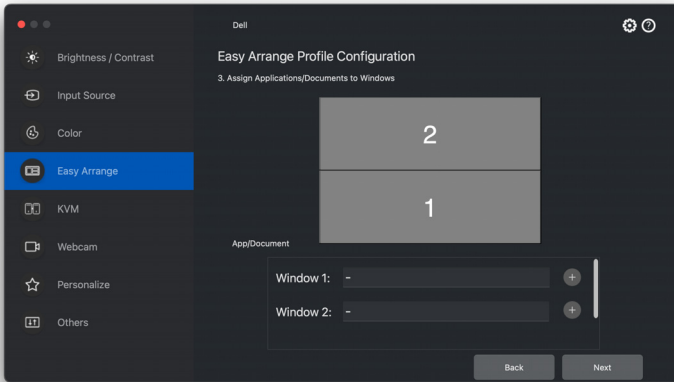 Dell
Brightness / Contrast
Input Source
Color
Easy Arrange
KVM
Webcam
Personalize
Others
Easy Arrange Profile Configuration
3. Assign Applications/Documents to Windows
2
1
App/Document
Window 1: -
Window 2: -
Back
Next